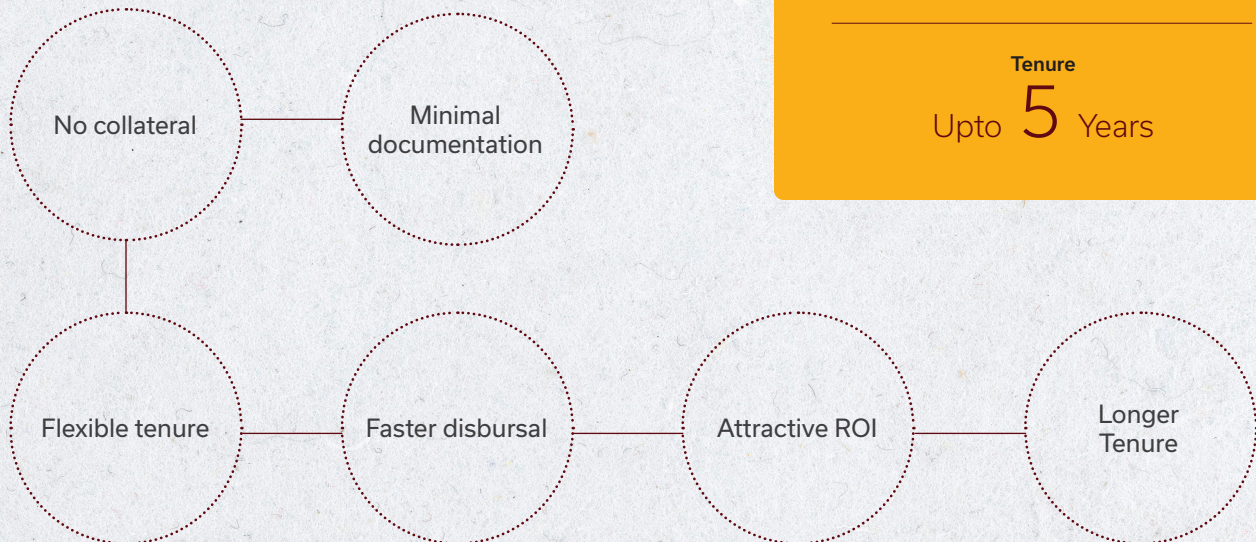 Tenure
Upto 5 Years
No collateral
Minimal
documentation
Flexible tenure
Faster disbursal
Attractive ROI
Longer
Tenure